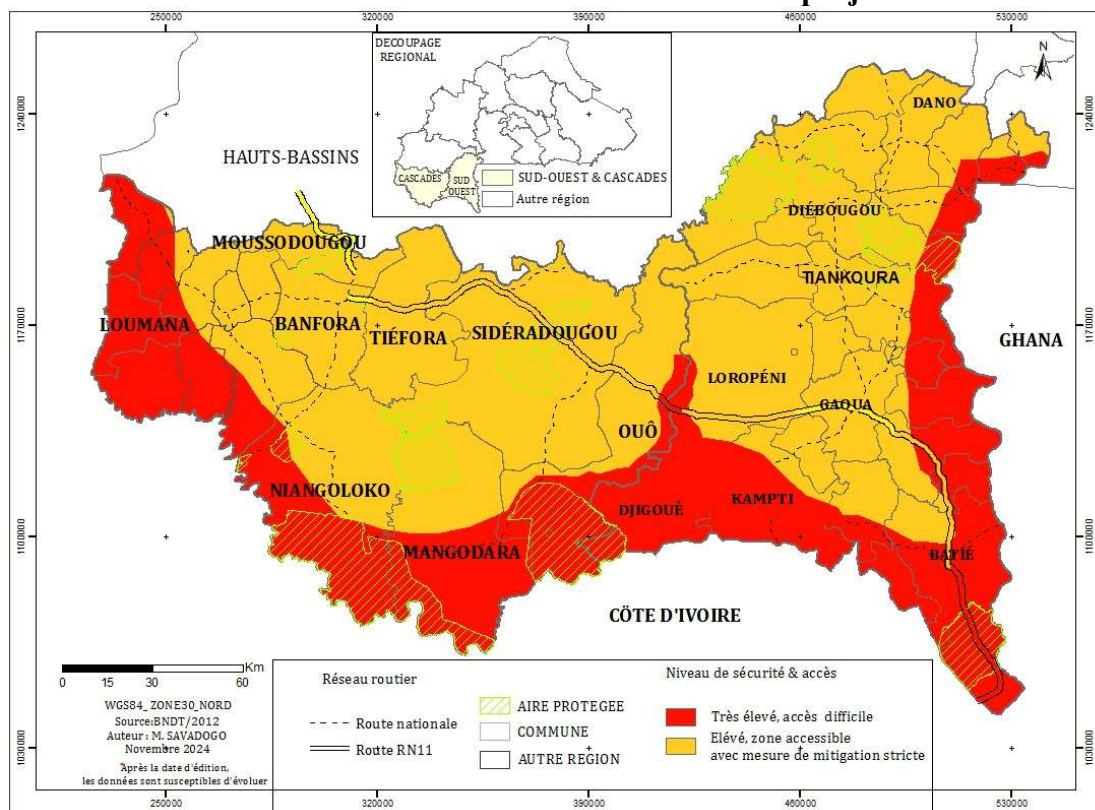 250000 320000 390000 460000 530000
DECOUPAGE
REGIONAL
CASCADES
SUD
OUEST
SUD-OUEST & CASCADES
Autre région
N
1240000
1170000
1100000
1030000
1240000
1170000
1100000
1030000
HAUTS-BASSINS
DANO
DIÉBOUGOU
MOUSSODOUGOU
TIANKOURA
LOUMANA
BANFORA
TIÉFORA
SIDÉRADOUGOU
GHANA
LOROPÉNI
GAOUA
OUÔ
NIANGOLOKO
DJIGOUÈ
KAMPTI
MANGODARA
BATIÉ
CÖTE D'IVOIRE
Km
0 15 30 60
WGS84_ ZONE30_NORD
Source:BNDT/2012
Auteur : M. SAVADOGO
Novembre 2024
*Après la date d'édition,
les données sont susceptibles d'évoluer
Réseau routier
Route nationale
Route RN11
AIRE PROTEGEE
COMMUNE
AUTRE REGION
Niveau de sécurité & accès
Très élevé, accès difficile
Elévé, zone accessible
avec mesure de mitigation stricte
250000 320000 390000 460000 530000